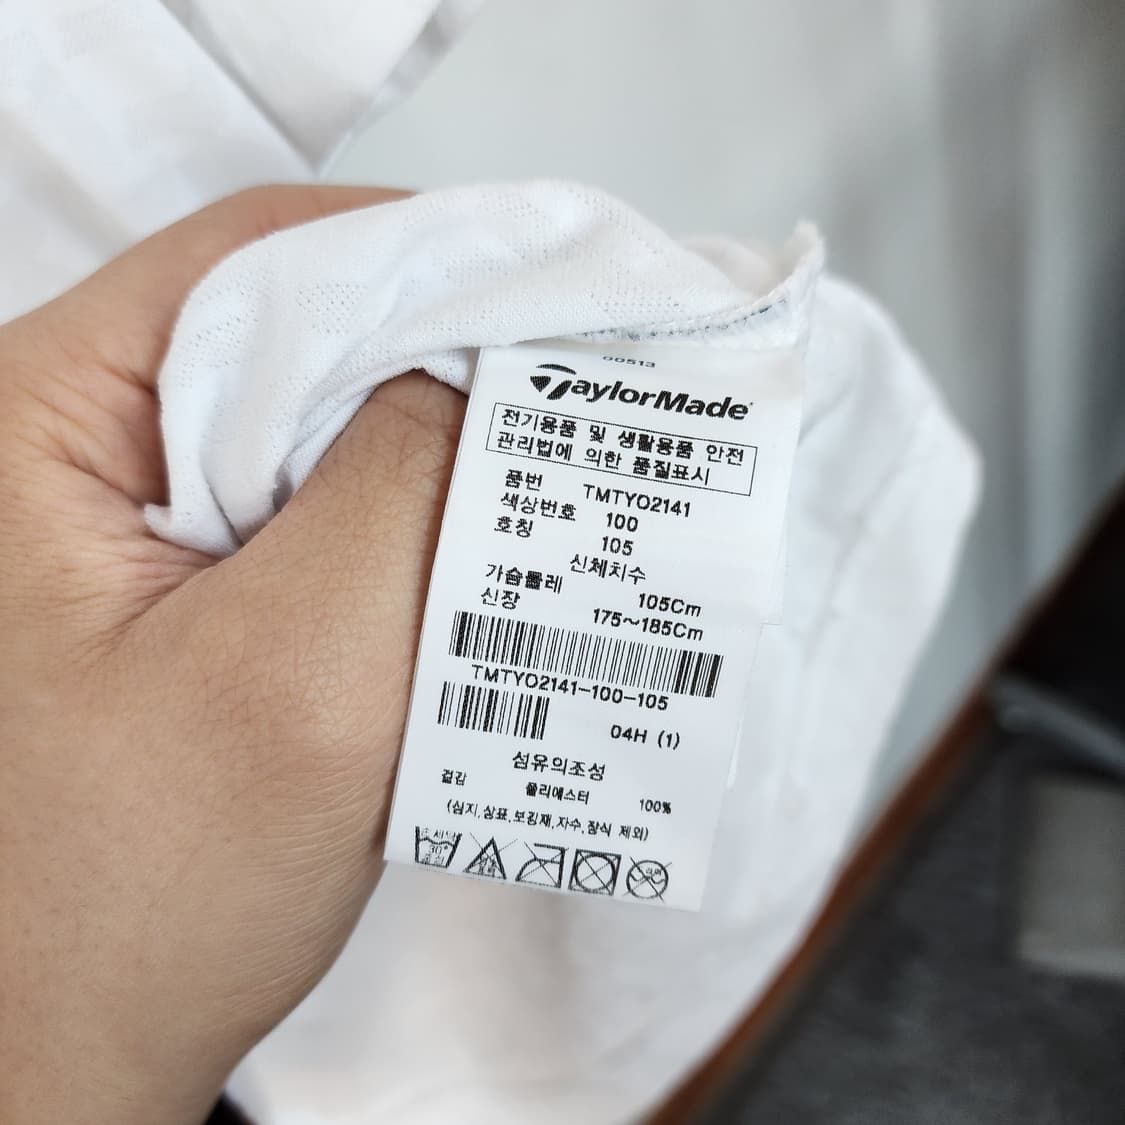 00513
TaylorMade
전기용품 및 생활용품 안전
관리법에 의한 품질표시
품번 TMTYO2141
색상번호 100
호칭 105
신체치수
가슴둘레 105Cm
신장 175~185Cm
TMTYO2141-100-105
04H (1)
섬유의조성
겉감 폴리에스터 100%
(심지,상표,보강재,자수,장식 제외)
30°